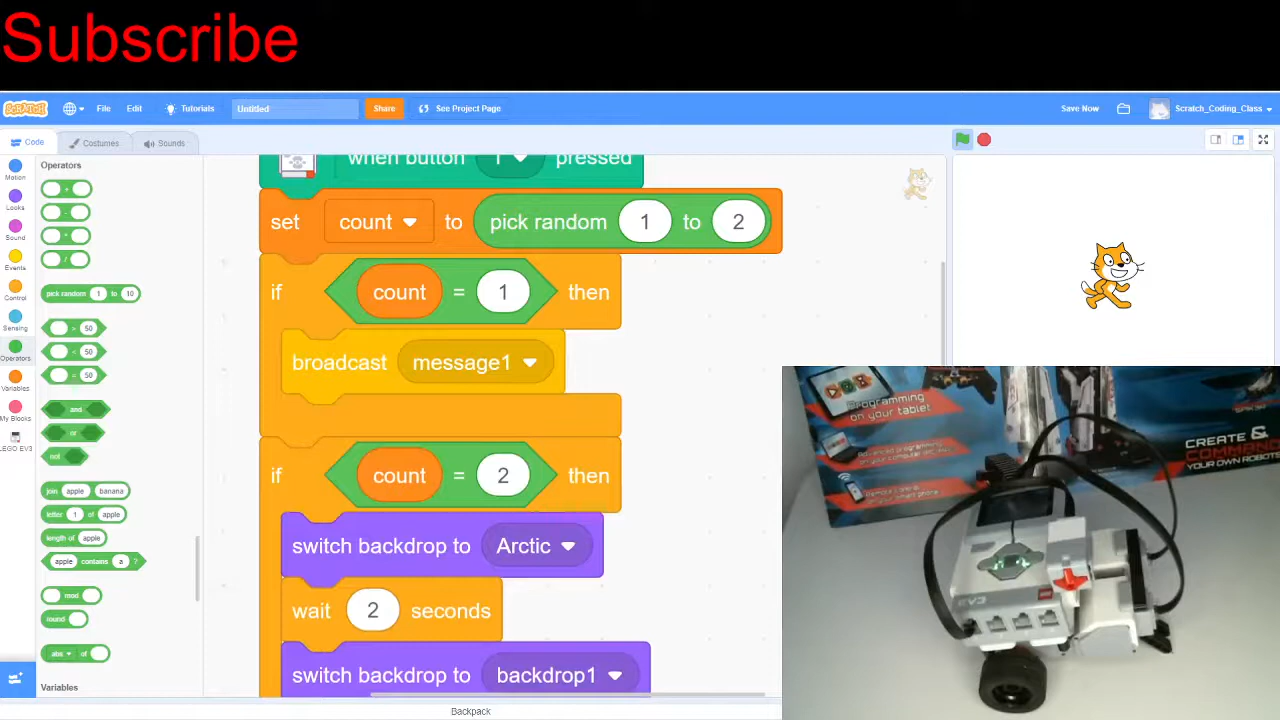 Subscribe
SCRATCH
File
Edit
Tutorials
Untitled
Share
See Project Page
Save Now
Scratch_Coding_Class
Code
Costumes
Sounds
Motion
Looks
Sound
Events
Control
Sensing
Operators
Variables
My Blocks
LEGO EV3
Operators
+
-
*
/
pick random 1 to 10
> 50
< 50
= 50
and
or
not
join apple banana
letter 1 of apple
length of apple
apple contains a ?
mod
round
abs of
Variables
when button 1 pressed
set count to pick random 1 to 2
if count = 1 then
broadcast message1
if count = 2 then
switch backdrop to Arctic
wait 2 seconds
switch backdrop to backdrop1
Backpack
Programming
on your tablet
CREATE &
COMMAND
YOUR OWN ROBOTS
EV3